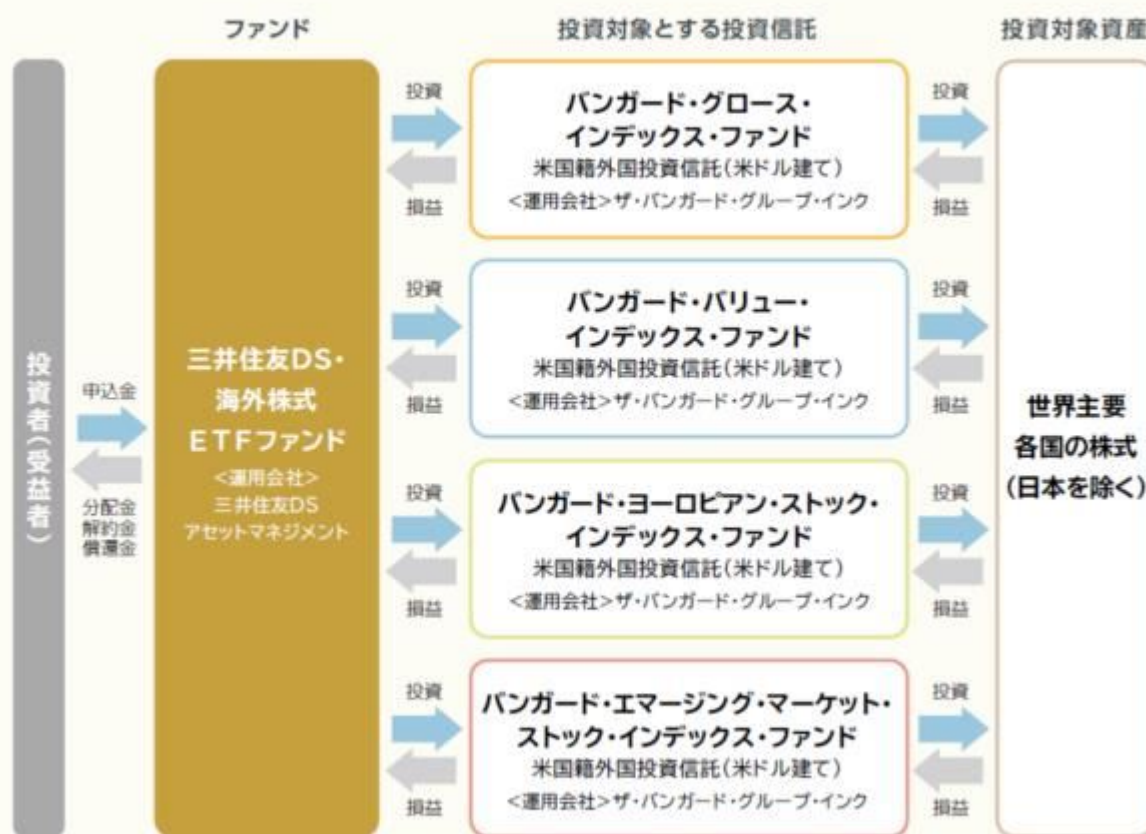 ファンド
投資対象とする投資信託
投資対象資産
投資者(受益者)
申込金
分配金
解約金
償還金
三井住友DS・
海外株式
ETFファンド
<運用会社>
三井住友DS
アセットマネジメント
投資
損益
バンガード・グロース・
インデックス・ファンド
米国籍外国投資信託(米ドル建て)
<運用会社>ザ・バンガード・グループ・インク
投資
損益
投資
損益
バンガード・バリュー・
インデックス・ファンド
米国籍外国投資信託(米ドル建て)
<運用会社>ザ・バンガード・グループ・インク
投資
損益
投資
損益
バンガード・ヨーロピアン・ストック・
インデックス・ファンド
米国籍外国投資信託(米ドル建て)
<運用会社>ザ・バンガード・グループ・インク
投資
損益
投資
損益
バンガード・エマージング・マーケット・
ストック・インデックス・ファンド
米国籍外国投資信託(米ドル建て)
<運用会社>ザ・バンガード・グループ・インク
投資
損益
世界主要
各国の株式
(日本を除く)